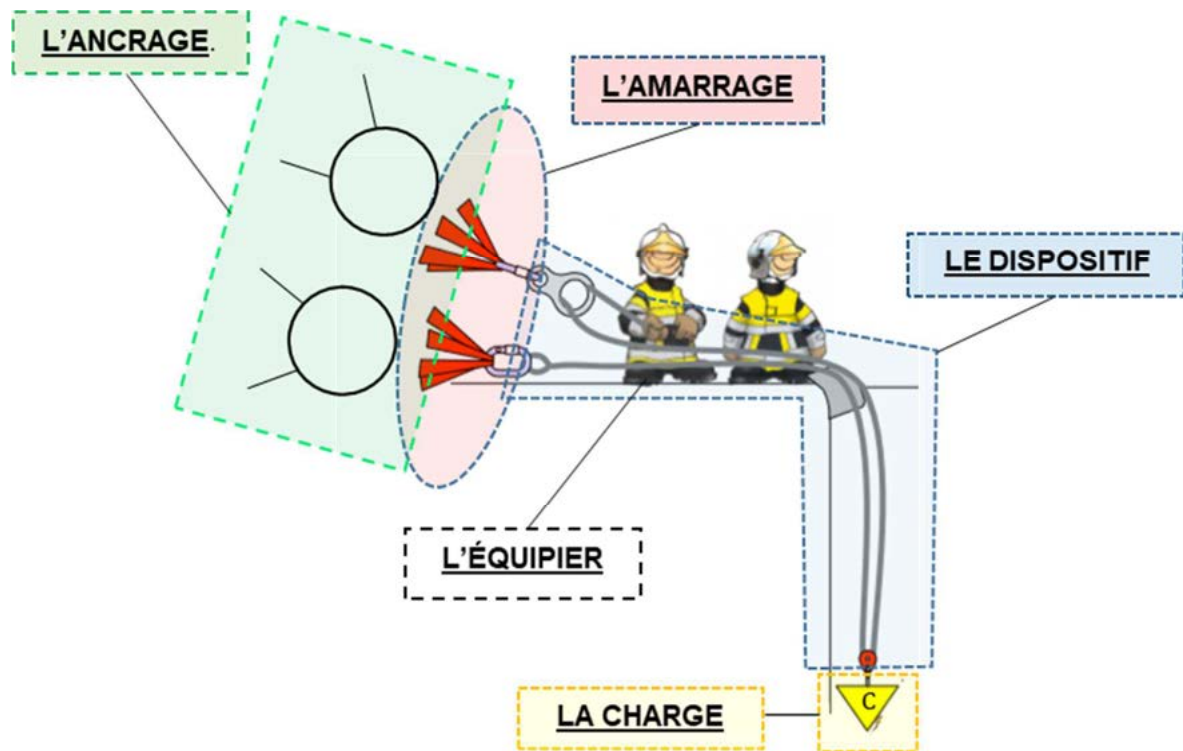 L'ANCRAGE.
L'AMARRAGE
LE DISPOSITIF
L'ÉQUIPIER
LA CHARGE
C